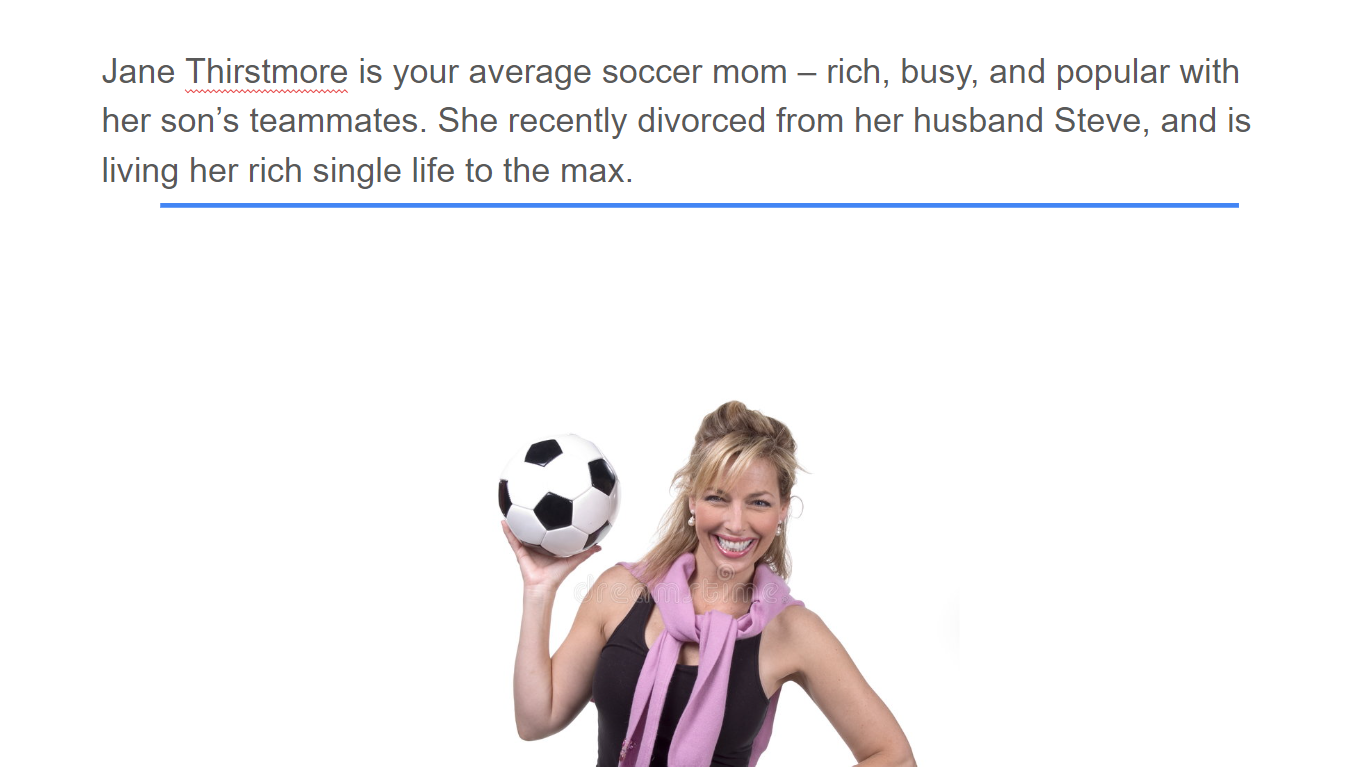 Jane Thirstmore is your average soccer mom – rich, busy, and popular with
her son’s teammates. She recently divorced from her husband Steve, and is
living her rich single life to the max.
dreamstime